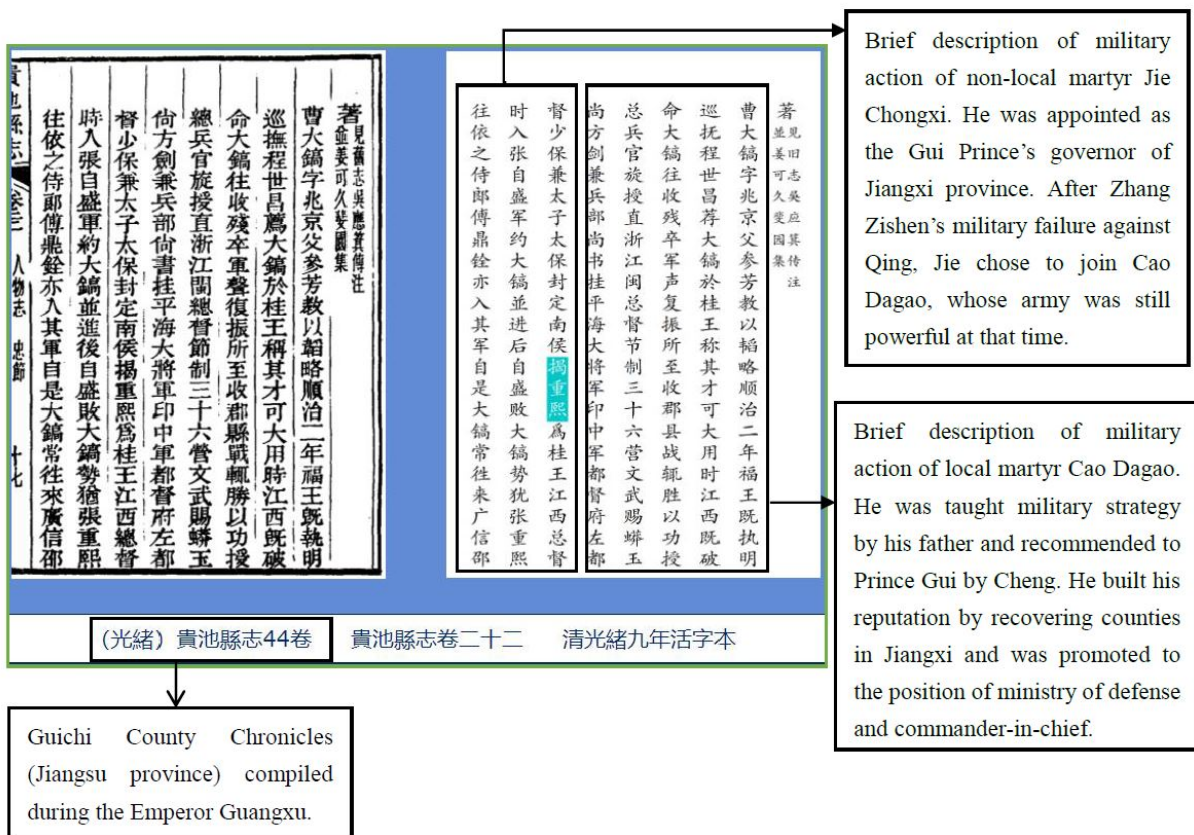 著見舊志吳應箕傳注
並姜可久斐園集
曹大鎬字兆京父參芳教以韜略順治二年福王旣執明
巡撫程世昌薦大鎬於桂王稱其才可大用時江西旣破
命大鎬往收殘卒軍聲復振所至收郡縣戰輒勝以功授
總兵官旋授直浙江閩總督節制三十六營文武賜蟒玉
尚方劍兼兵部尚書挂平海大將軍印中軍都督府左都
督少保兼太子太保封定南侯揭重熙爲桂王江西總督
時入張自盛軍約大鎬並進後自盛敗大鎬勢猶張重熙
往依之侍郞傅鼎銓亦入其軍自是大鎬常往來廣信邵
貴池縣志 卷 人物志 忠節 十七
著見旧志吳应箕传注
並姜可久斐园集
曹大镐字兆京父参芳教以韬略顺治二年福王既执明
巡抚程世昌荐大镐於桂王称其才可大用时江西既破
命大镐往收残卒军声复振所至收郡县战辄胜以功授
总兵官旋授直浙江闽总督节制三十六营文武赐蟒玉
尚方剑兼兵部尚书挂平海大将军印中军都督府左都
督少保兼太子太保封定南侯揭重熙爲桂王江西总督
时入张自盛军约大镐並进后自盛败大镐势犹张重熙
往依之侍郎傅鼎铨亦入其军自是大镐常往来广信邵
(光緒) 貴池縣志44卷 貴池縣志卷二十二 清光緒九年活字本
Brief description of military
action of non-local martyr Jie
Chongxi. He was appointed as
the Gui Prince’s governor of
Jiangxi province. After Zhang
Zishen’s military failure against
Qing, Jie chose to join Cao
Dagao, whose army was still
powerful at that time.
Brief description of military
action of local martyr Cao Dagao.
He was taught military strategy
by his father and recommended to
Prince Gui by Cheng. He built his
reputation by recovering counties
in Jiangxi and was promoted to
the position of ministry of defense
and commander-in-chief.
Guichi County Chronicles
(Jiangsu province) compiled
during the Emperor Guangxu.